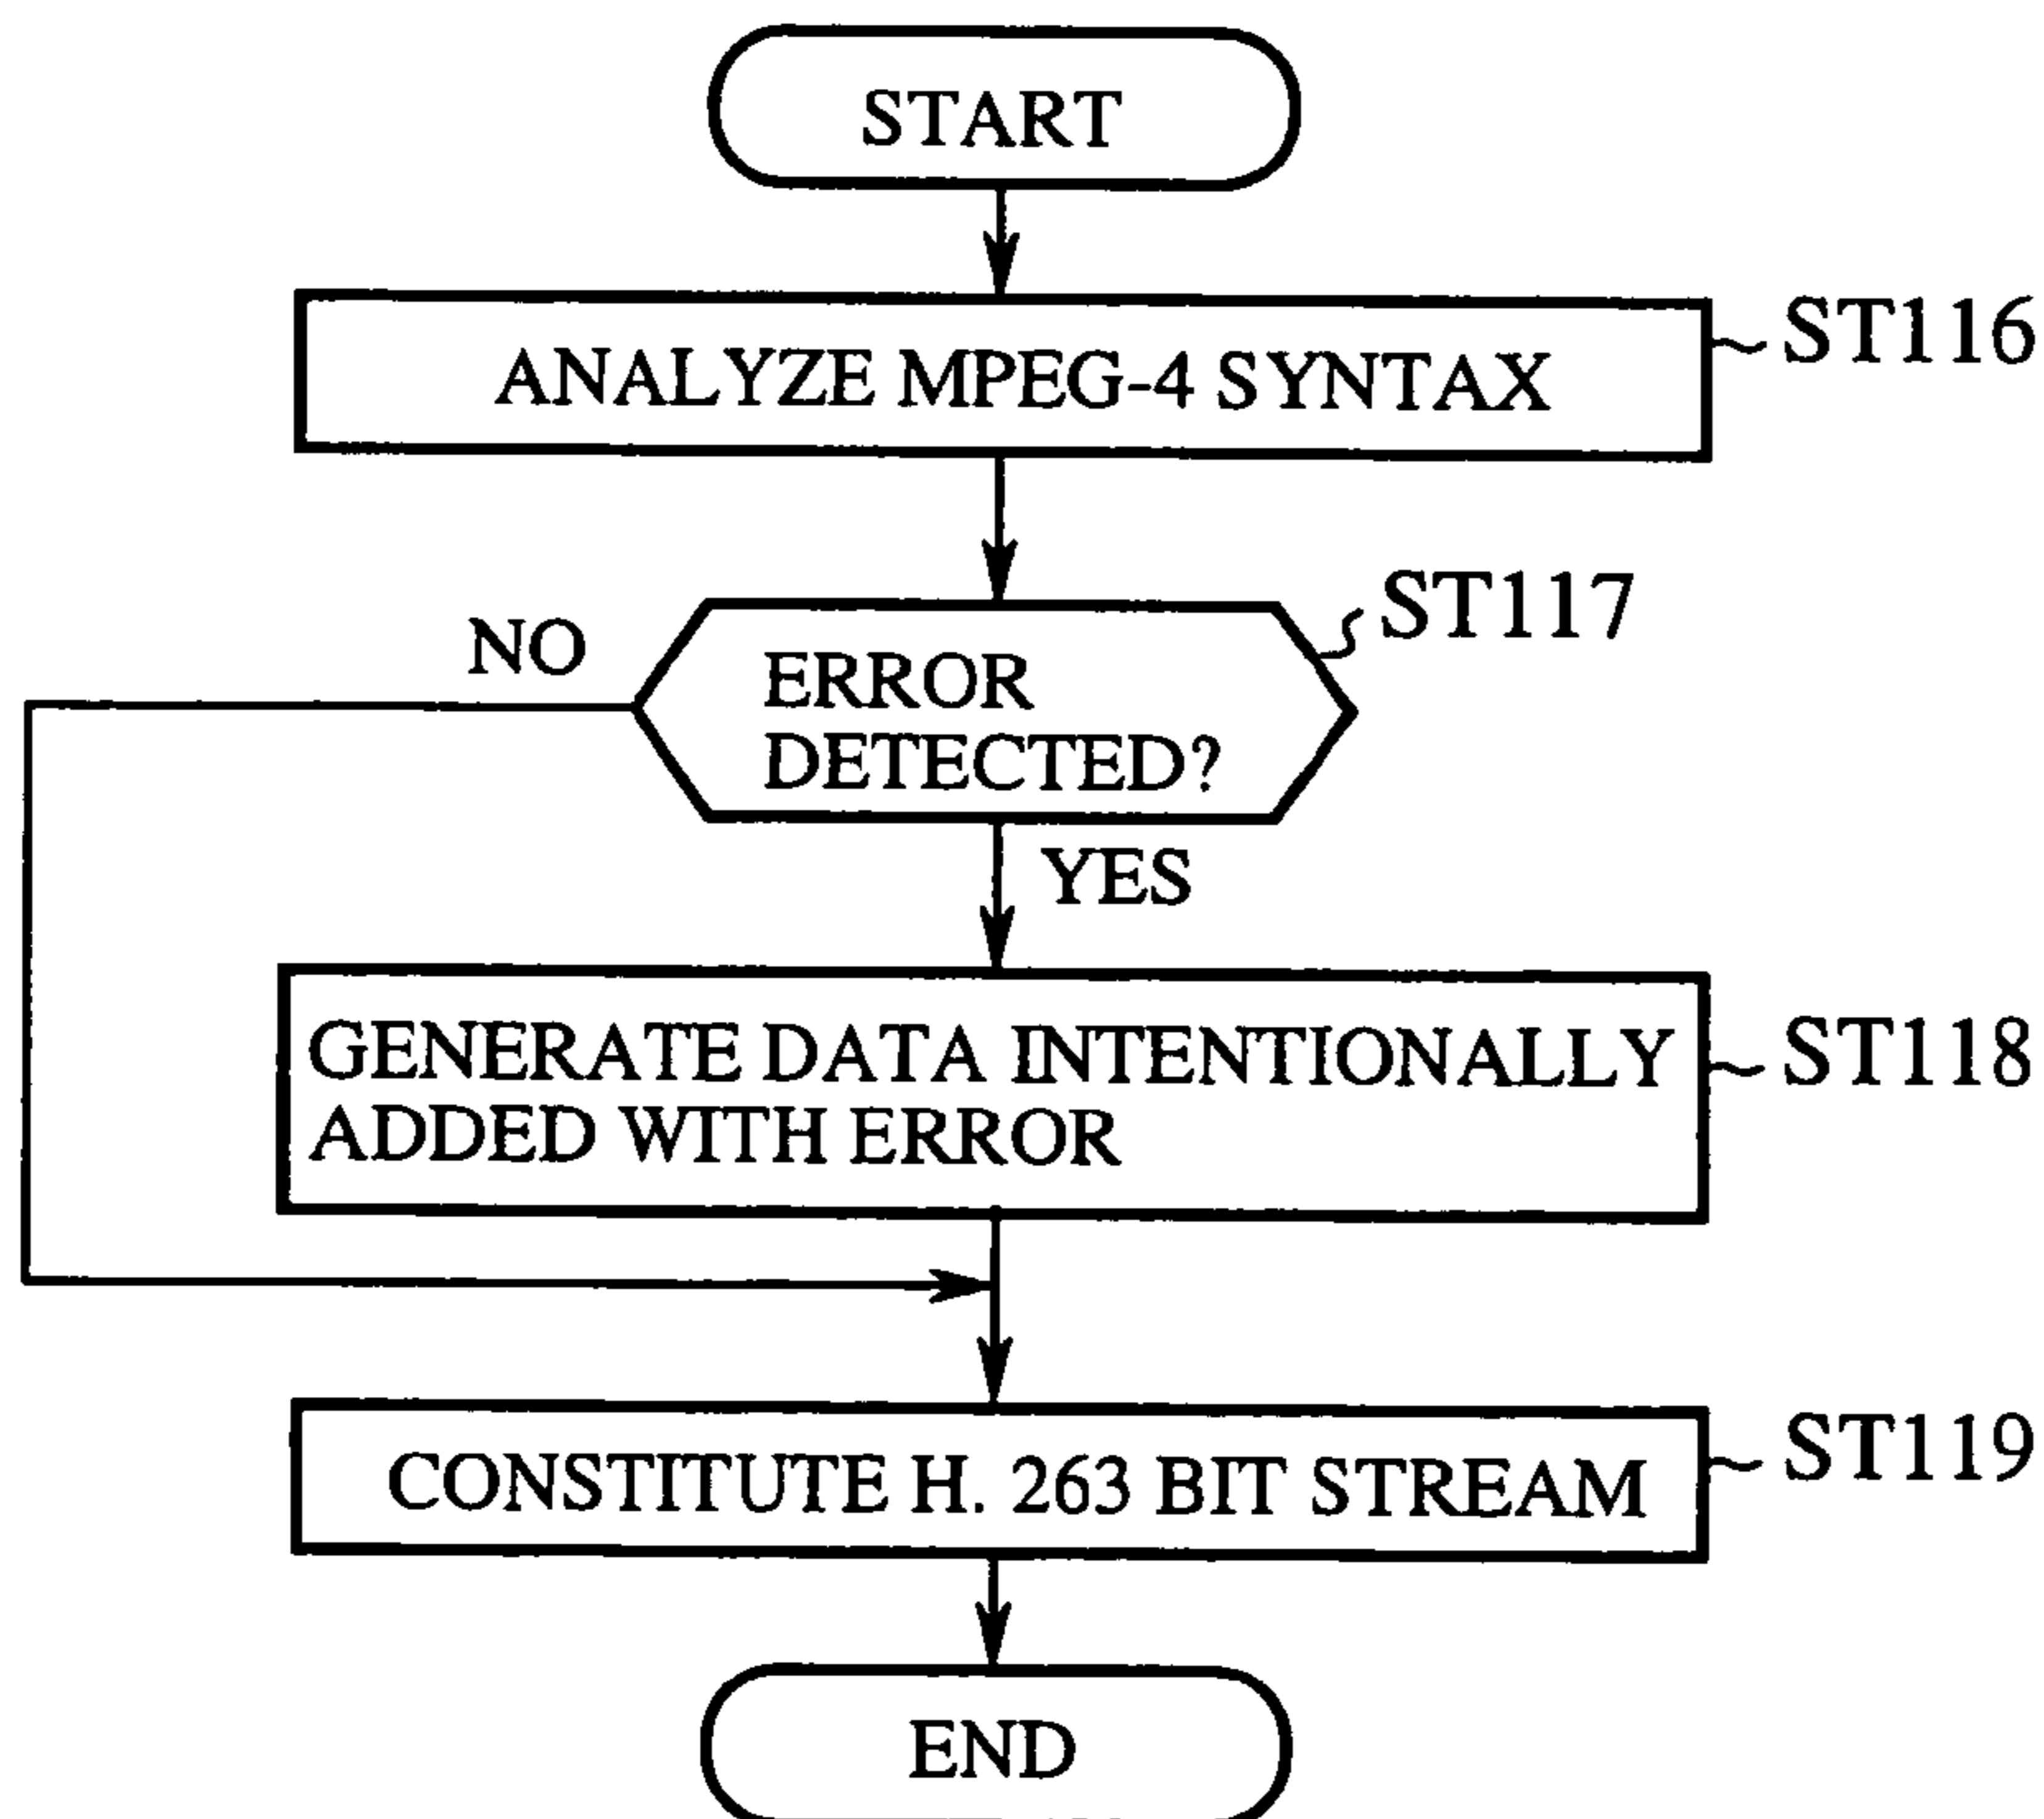 START
ANALYZE MPEG-4 SYNTAX
ST116
ST117
NO
ERROR
DETECTED?
YES
GENERATE DATA INTENTIONALLY
ADDED WITH ERROR
ST118
CONSTITUTE H. 263 BIT STREAM
ST119
END